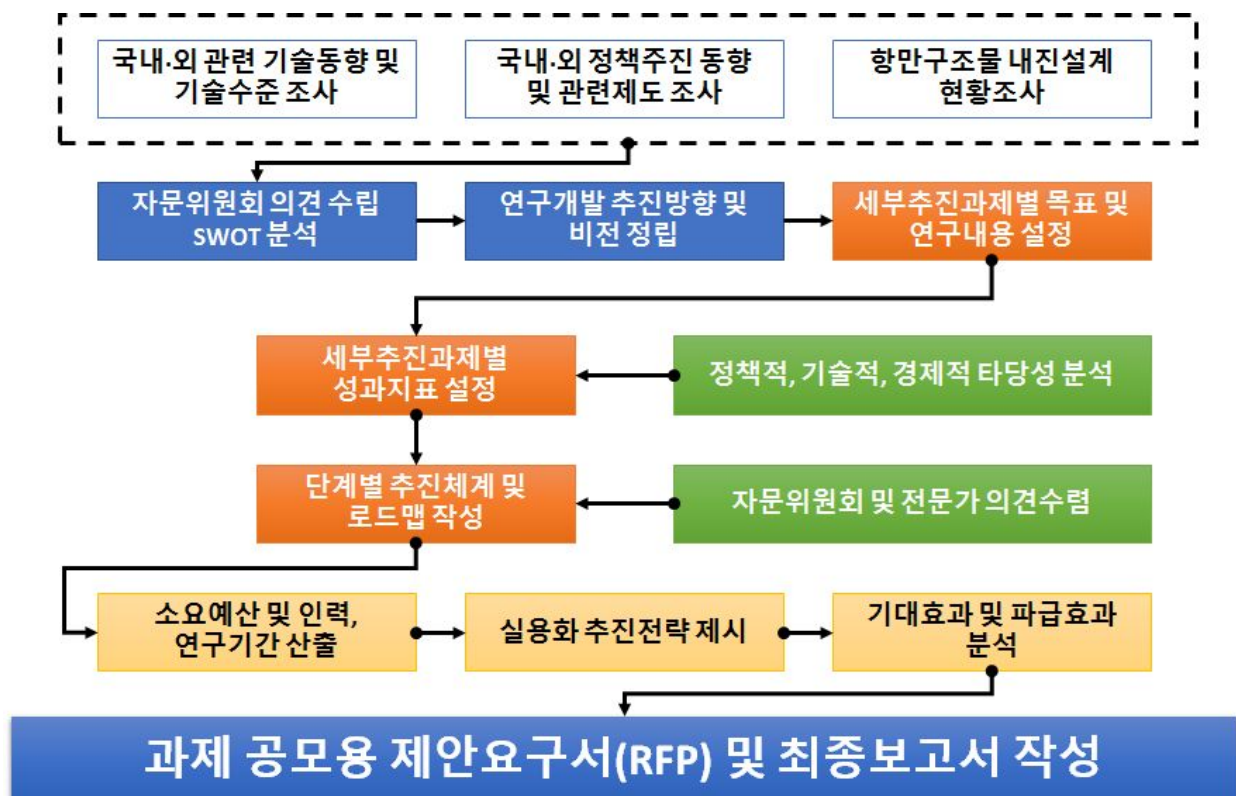 국내·외 관련 기술동향 및
기술수준 조사
국내·외 정책추진 동향
및 관련제도 조사
항만구조물 내진설계
현황조사
자문위원회 의견 수립
SWOT 분석
연구개발 추진방향 및
비전 정립
세부추진과제별 목표 및
연구내용 설정
세부추진과제별
성과지표 설정
정책적, 기술적, 경제적 타당성 분석
단계별 추진체계 및
로드맵 작성
자문위원회 및 전문가 의견수렴
소요예산 및 인력,
연구기간 산출
실용화 추진전략 제시
기대효과 및 파급효과
분석
과제 공모용 제안요구서(RFP) 및 최종보고서 작성